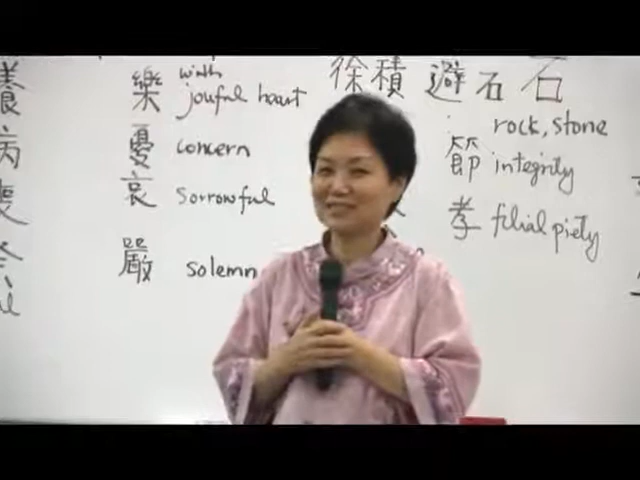 養
病
樂 with joyful heart
憂 concern
哀 sorrowful
嚴 solemn
徐積 避石 石
rock, stone
節 integrity
孝 filial piety